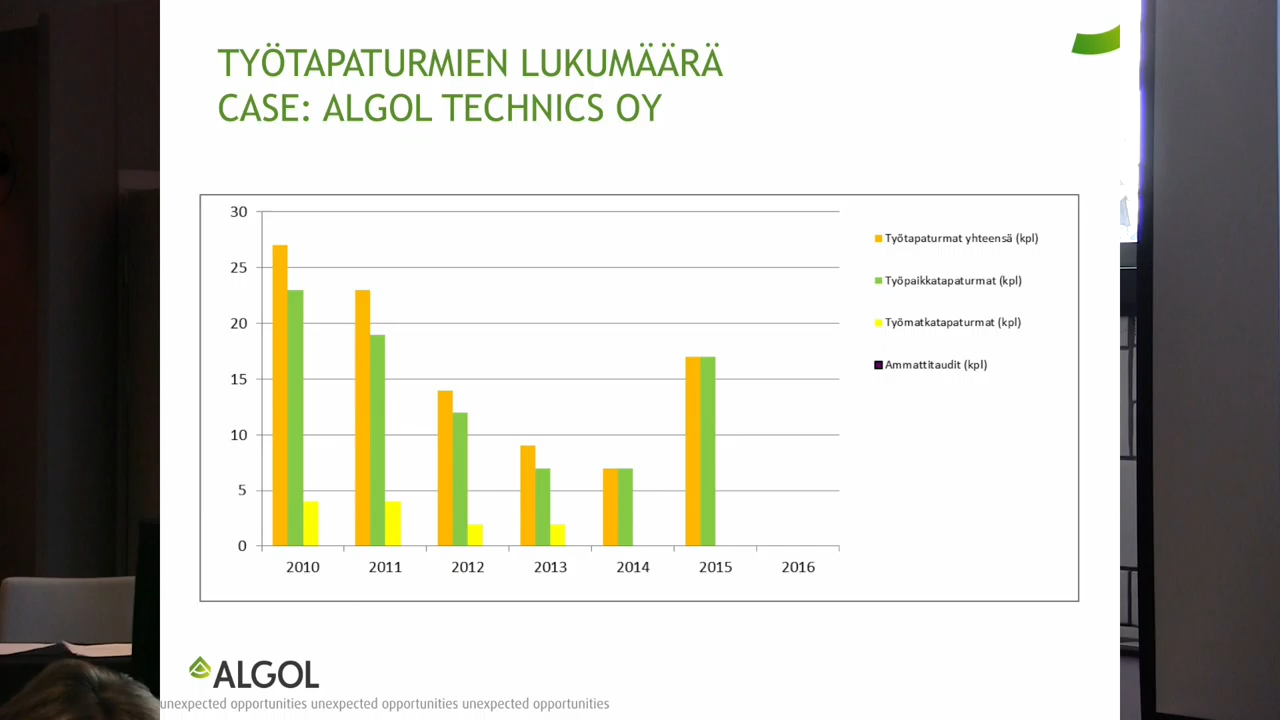 TYÖTAPATURMIEN LUKUMÄÄRÄ
CASE: ALGOL TECHNICS OY
30
25
20
15
10
5
0
2010 2011 2012 2013 2014 2015 2016
Työtapaturmat yhteensä (kpl)
Työpaikkatapaturmat (kpl)
Työmatkatapaturmat (kpl)
Ammattitaudit (kpl)
ALGOL
unexpected opportunities unexpected opportunities unexpected opportunities